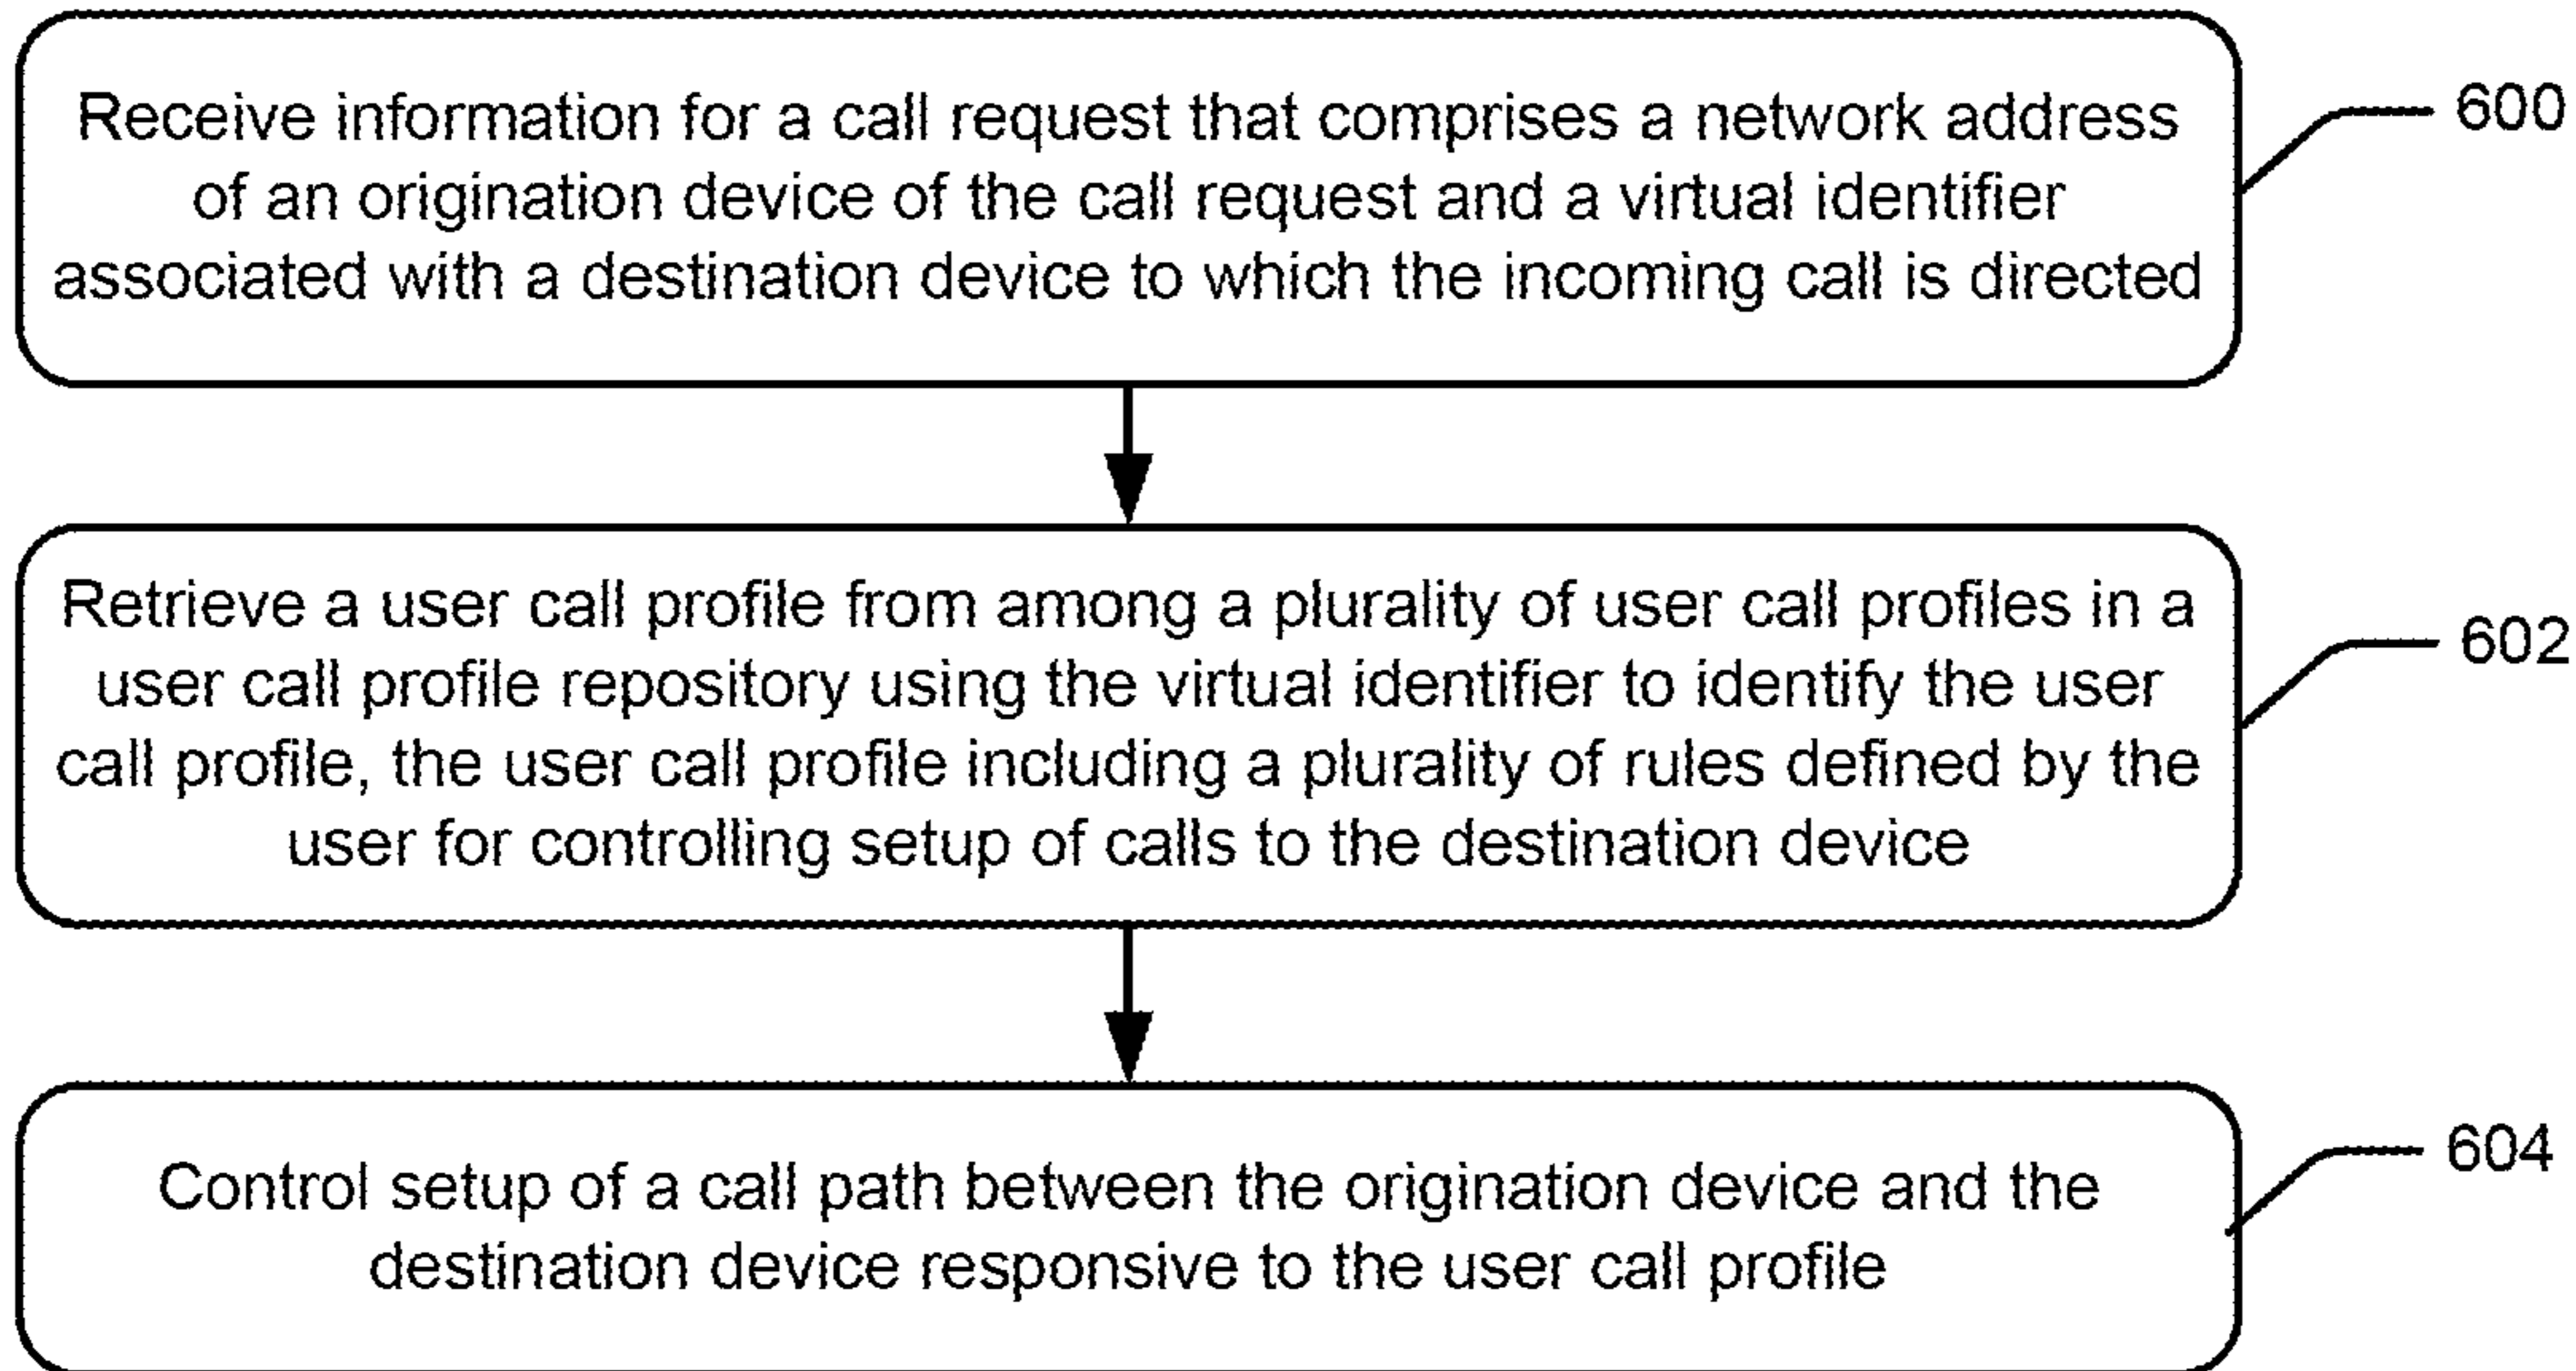 Receive information for a call request that comprises a network address
of an origination device of the call request and a virtual identifier
associated with a destination device to which the incoming call is directed
600
Retrieve a user call profile from among a plurality of user call profiles in a
user call profile repository using the virtual identifier to identify the user
call profile, the user call profile including a plurality of rules defined by the
user for controlling setup of calls to the destination device
602
Control setup of a call path between the origination device and the
destination device responsive to the user call profile
604